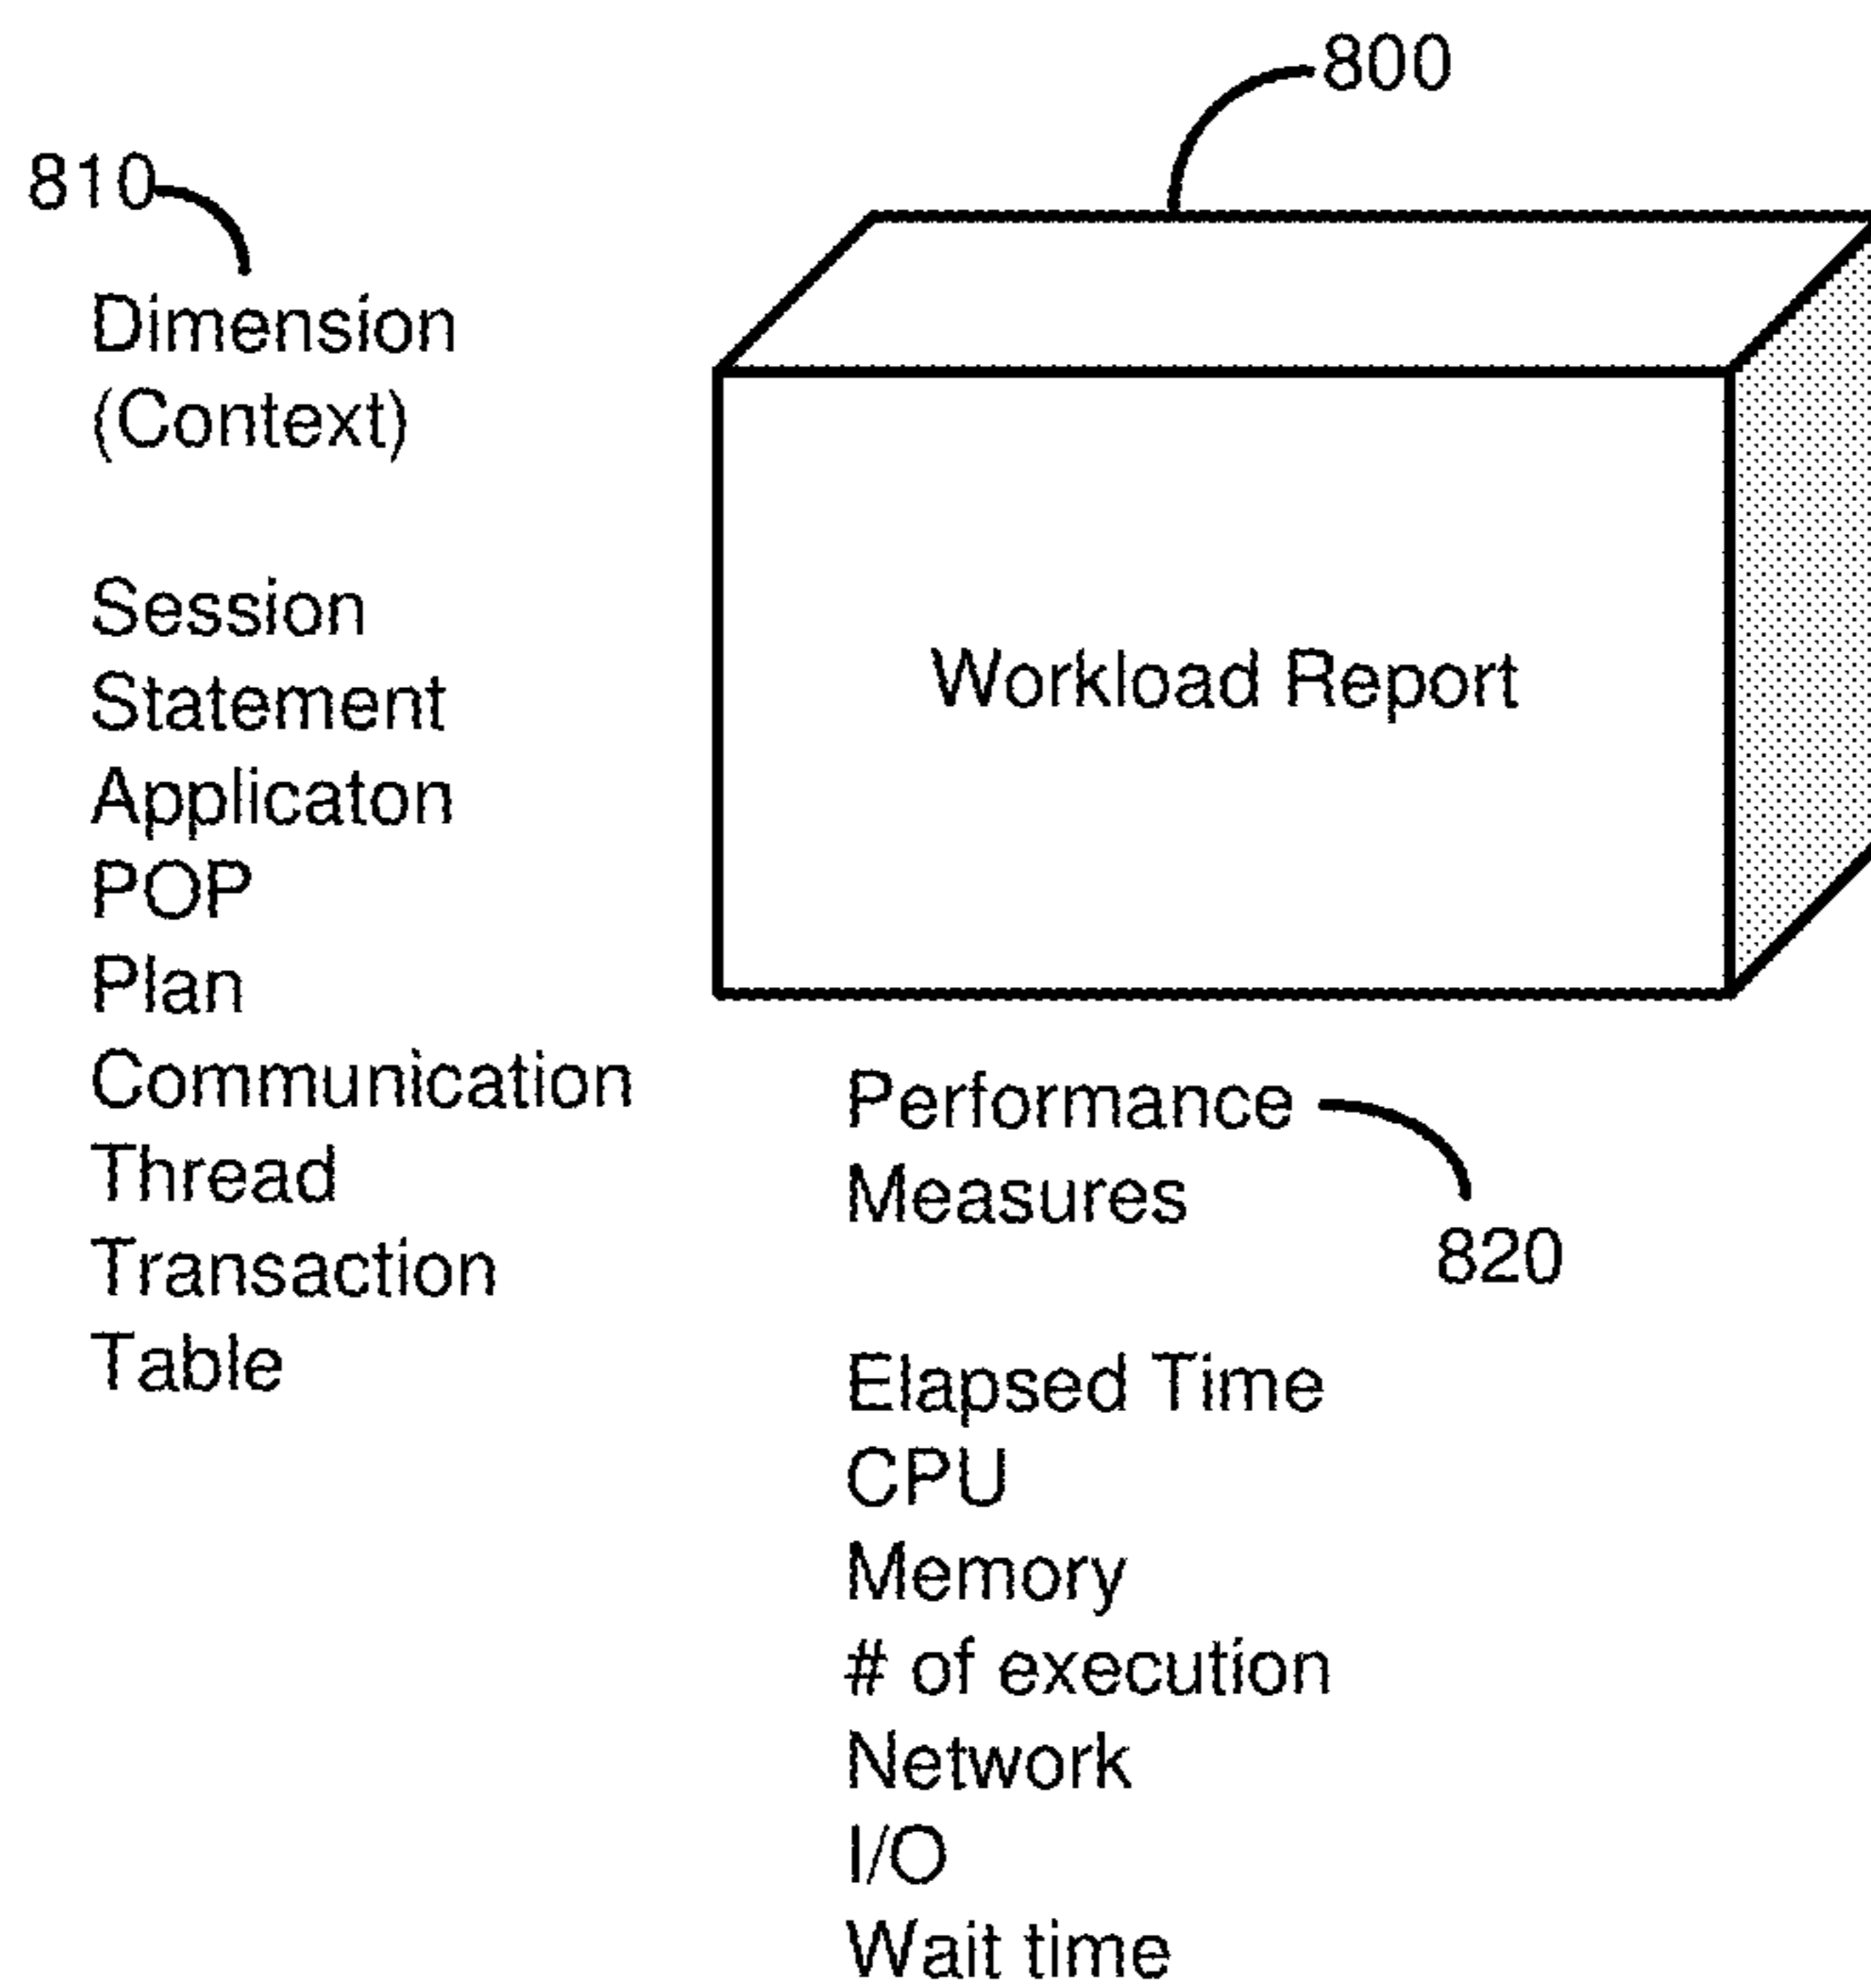 800
810
Dimension
(Context)
Session
Statement
Applicaton
POP
Plan
Communication
Thread
Transaction
Table
Workload Report
Performance
Measures
820
Elapsed Time
CPU
Memory
# of execution
Network
I/O
Wait time